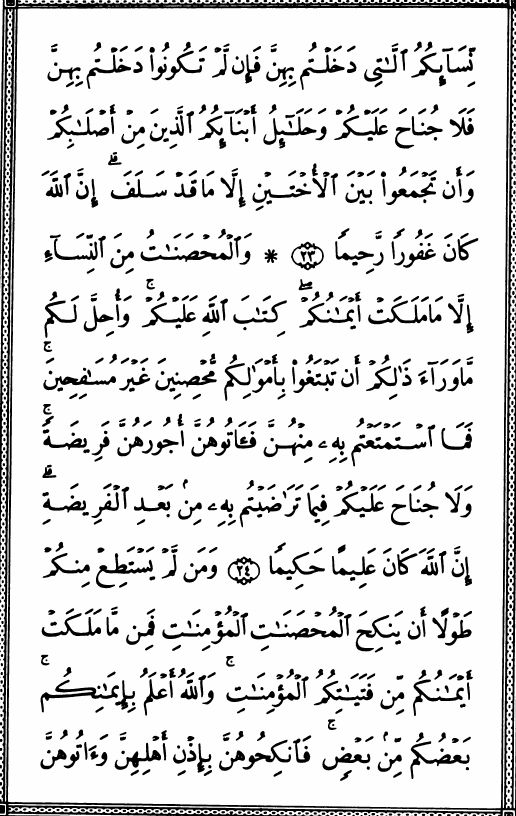 نِّسَآئِكُمُ ٱلَّٰتِى دَخَلْتُم بِهِنَّ فَإِن لَّمْ تَكُونُوا۟ دَخَلْتُم بِهِنَّ
فَلَا جُنَاحَ عَلَيْكُمْ وَحَلَٰٓئِلُ أَبْنَآئِكُمُ ٱلَّذِينَ مِنْ أَصْلَٰبِكُمْ
وَأَن تَجْمَعُوا۟ بَيْنَ ٱلْأُخْتَيْنِ إِلَّا مَا قَدْ سَلَفَ ۗ إِنَّ ٱللَّهَ
كَانَ غَفُورًا رَّحِيمًا ﴿٢٣﴾ * وَٱلْمُحْصَنَٰتُ مِنَ ٱلنِّسَآءِ
إِلَّا مَا مَلَكَتْ أَيْمَٰنُكُمْ ۖ كِتَٰبَ ٱللَّهِ عَلَيْكُمْ ۚ وَأُحِلَّ لَكُم
مَّا وَرَآءَ ذَٰلِكُمْ أَن تَبْتَغُوا۟ بِأَمْوَٰلِكُم مُّحْصِنِينَ غَيْرَ مُسَٰفِحِينَ ۚ
فَمَا ٱسْتَمْتَعْتُم بِهِۦ مِنْهُنَّ فَـَٔاتُوهُنَّ أُجُورَهُنَّ فَرِيضَةً ۚ
وَلَا جُنَاحَ عَلَيْكُمْ فِيمَا تَرَٰضَيْتُم بِهِۦ مِنۢ بَعْدِ ٱلْفَرِيضَةِ ۗ
إِنَّ ٱللَّهَ كَانَ عَلِيمًا حَكِيمًا ﴿٢٤﴾ وَمَن لَّمْ يَسْتَطِعْ مِنكُمْ
طَوْلًا أَن يَنكِحَ ٱلْمُحْصَنَٰتِ ٱلْمُؤْمِنَٰتِ فَمِن مَّا مَلَكَتْ
أَيْمَٰنُكُم مِّن فَتَيَٰتِكُمُ ٱلْمُؤْمِنَٰتِ ۚ وَٱللَّهُ أَعْلَمُ بِإِيمَٰنِكُم ۚ
بَعْضُكُم مِّنۢ بَعْضٍ ۚ فَٱنكِحُوهُنَّ بِإِذْنِ أَهْلِهِنَّ وَءَاتُوهُنَّ